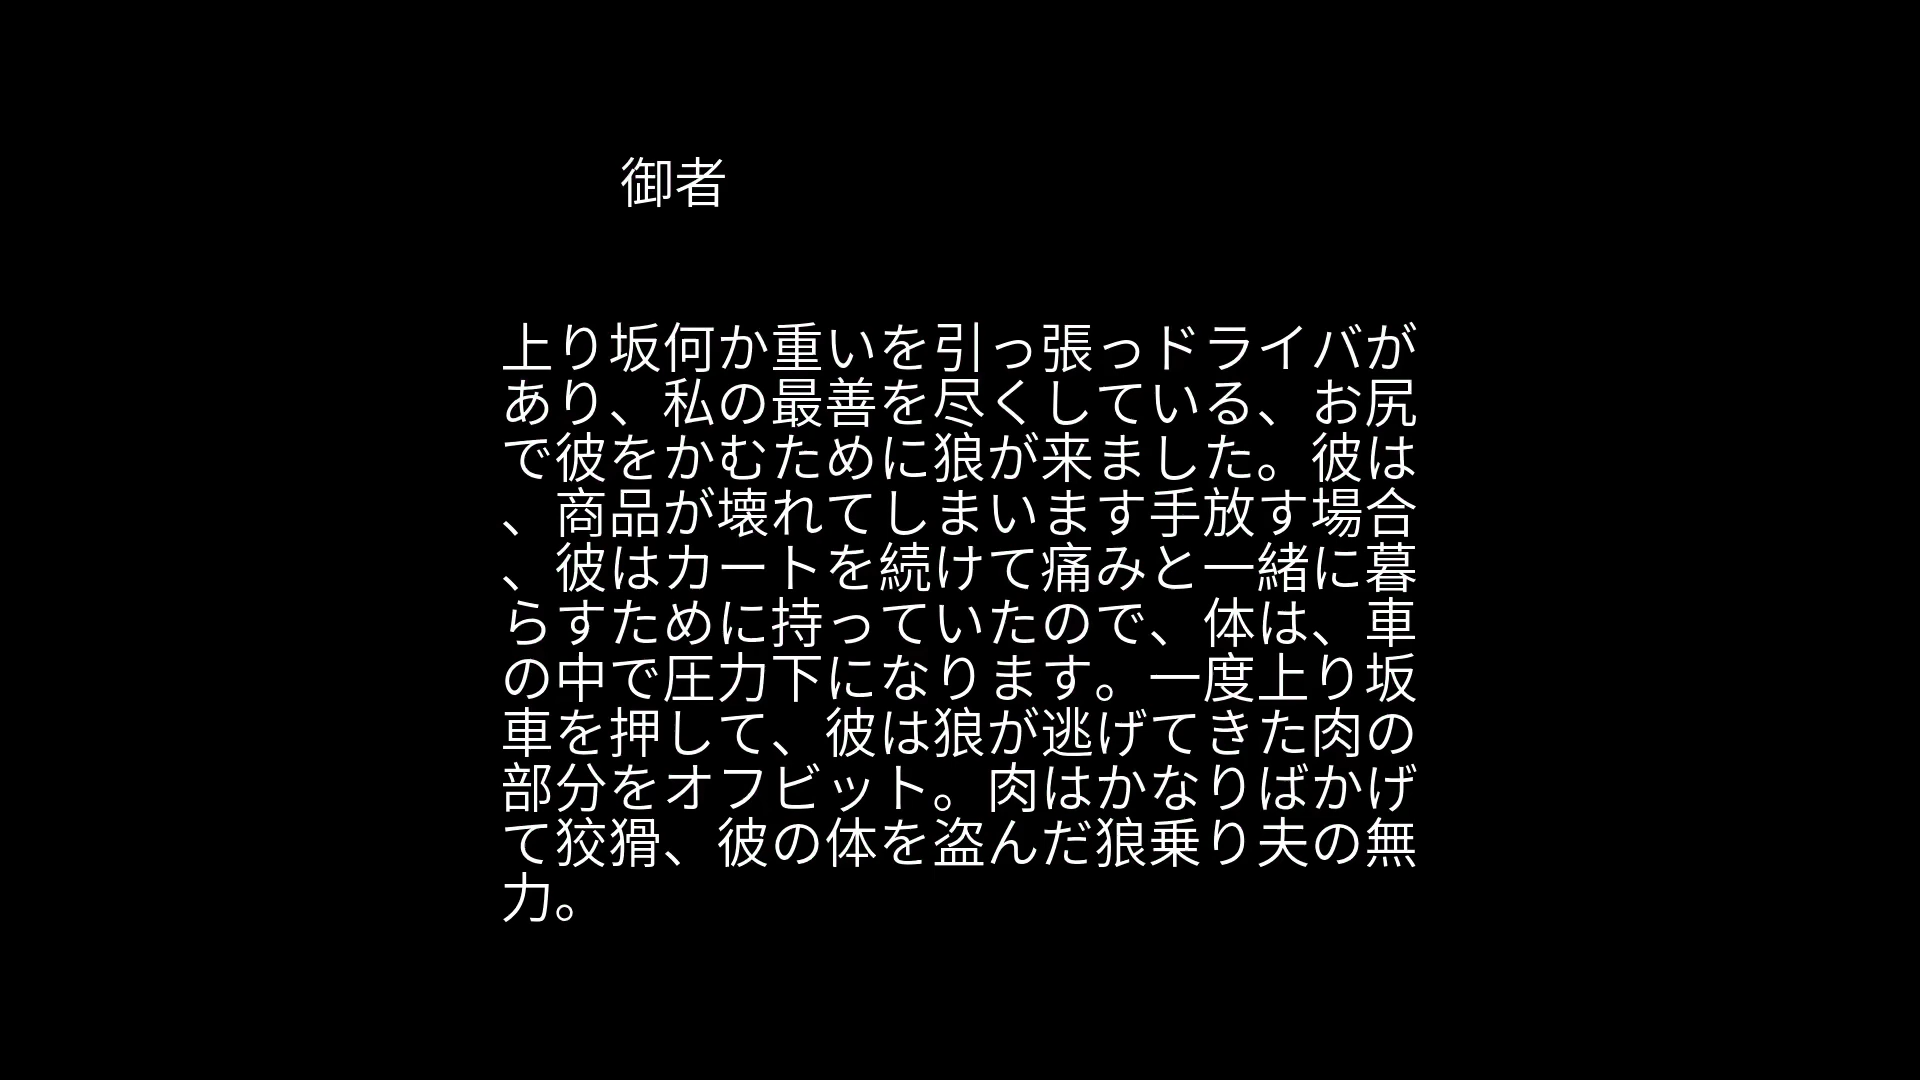 御者
上り坂何か重いを引っ張っドライバが
あり、私の最善を尽くしている、お尻
で彼をかむために狼が来ました。彼は
、商品が壊れてしまいます手放す場合
、彼はカートを続けて痛みと一緒に暮
らすために持っていたので、体は、車
の中で圧力下になります。一度上り坂
車を押して、彼は狼が逃げてきた肉の
部分をオフビット。肉はかなりばかげ
て狡猾、彼の体を盗んだ狼乗り夫の無
力。